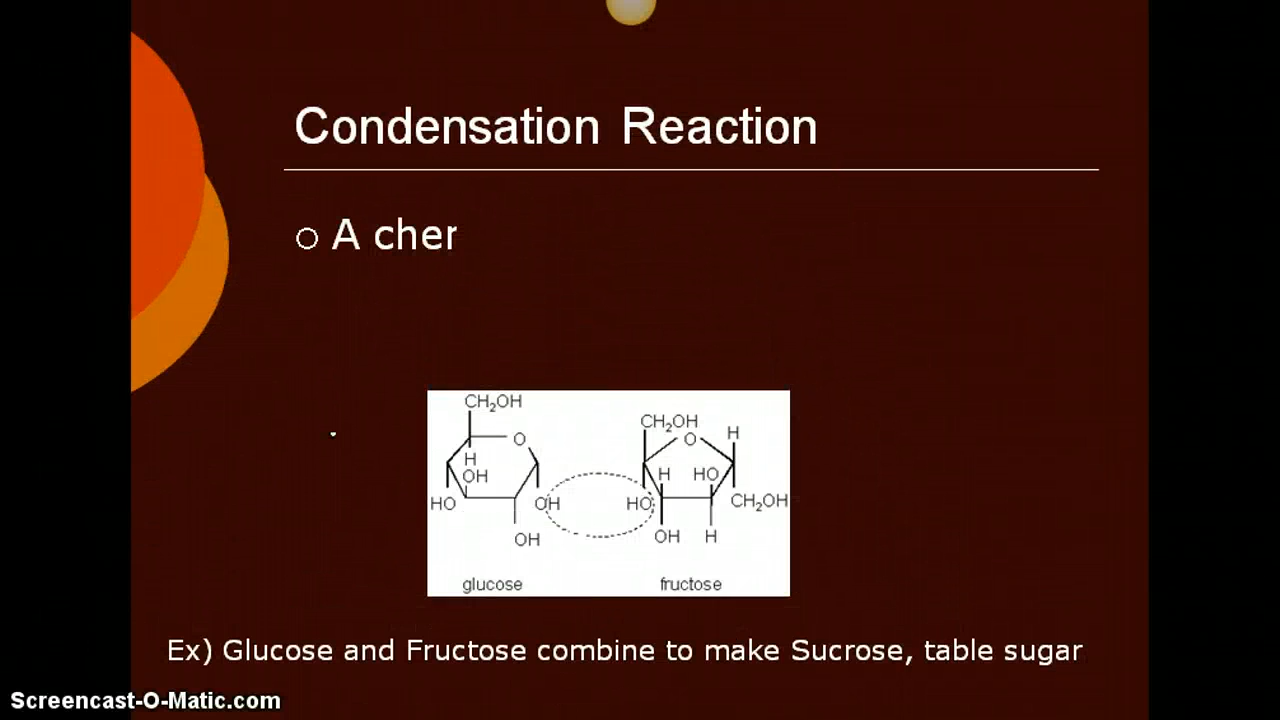 Condensation Reaction
A cher
CH₂OH
O
H
OH
HO
OH
OH
glucose
CH₂OH
O
H
H
HO
HO
CH₂OH
OH
H
fructose
Ex) Glucose and Fructose combine to make Sucrose, table sugar
Screencast-O-Matic.com